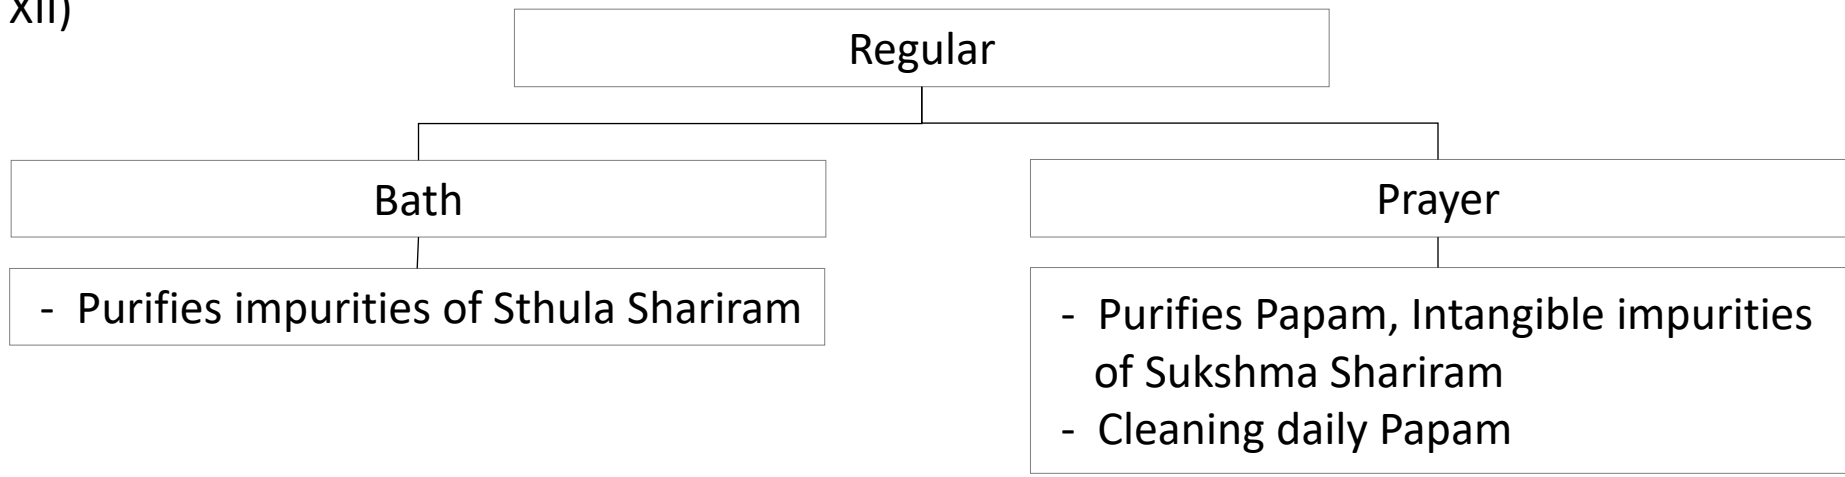 XII)
Regular
Bath
Prayer
- Purifies impurities of Sthula Shariram
- Purifies Papam, Intangible impurities
of Sukshma Shariram
- Cleaning daily Papam